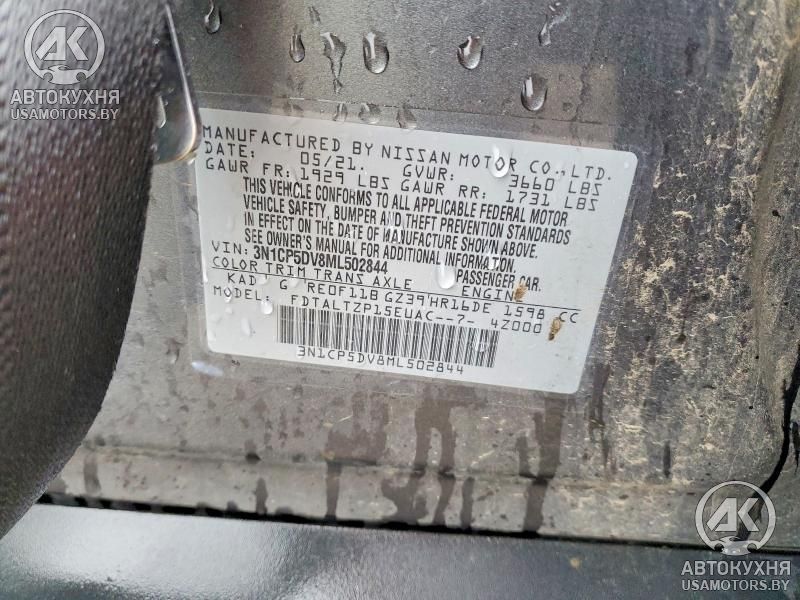 AK
АВТОКУХНЯ
USAMOTORS.BY
MANUFACTURED BY NISSAN MOTOR CO., LTD.
DATE: 05/21. GVWR: 3660 LBS
GAWR FR: 1929 LBS GAWR RR: 1731 LBS
THIS VEHICLE CONFORMS TO ALL APPLICABLE FEDERAL MOTOR
VEHICLE SAFETY, BUMPER AND THEFT PREVENTION STANDARDS
IN EFFECT ON THE DATE OF MANUFACTURE SHOWN ABOVE.
SEE OWNER'S MANUAL FOR ADDITIONAL INFORMATION.
VIN: 3N1CP5DV8ML502844 PASSENGER CAR.
COLOR TRIM TRANS AXLE ENGINE
KAD G RE0F11B GZ39 HR16DE 1598 CC
MODEL: FDTALTZP15EUAC--7- 4Z000
3N1CP5DV8ML502844
AK
АВТОКУХНЯ
USAMOTORS.BY